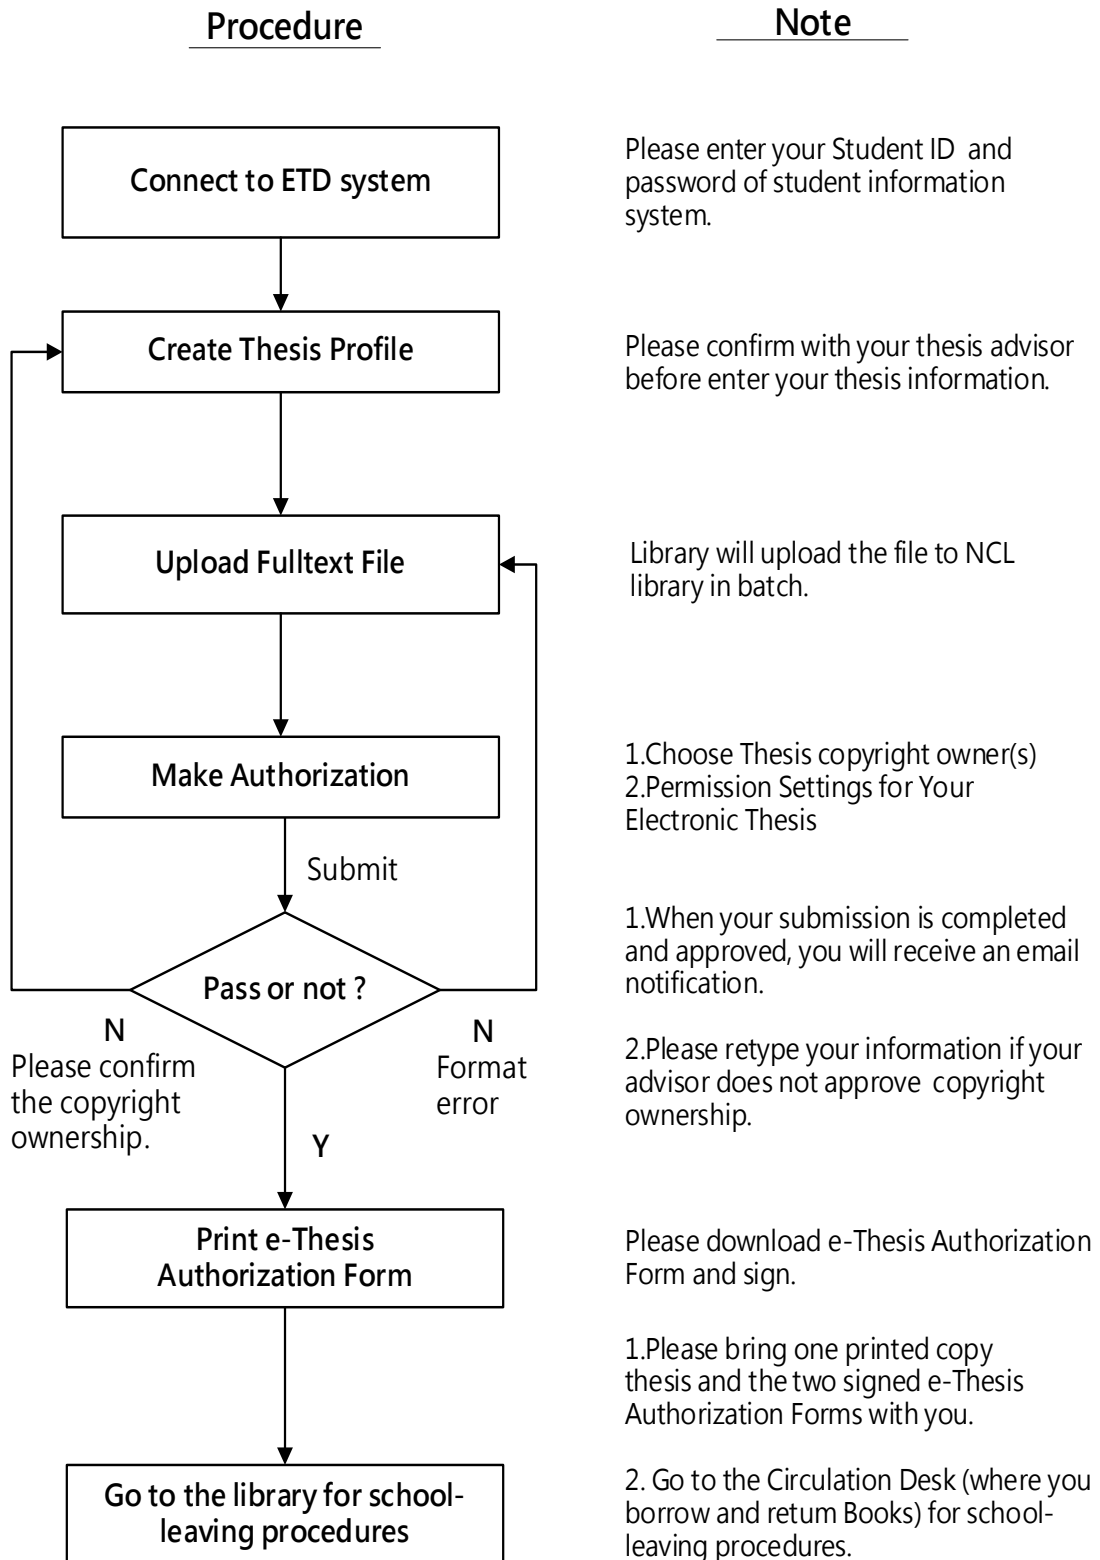 Procedure
Note
Connect to ETD system
Please enter your Student ID and
password of student information
system.
Create Thesis Profile
Please confirm with your thesis advisor
before enter your thesis information.
Upload Fulltext File
Library will upload the file to NCL
library in batch.
Make Authorization
1.Choose Thesis copyright owner(s)
2.Permission Settings for Your
Electronic Thesis
Submit
Pass or not ?
1.When your submission is completed
and approved, you will receive an email
notification.
N
Please confirm
the copyright
ownership.
N
Format
error
2.Please retype your information if your
advisor does not approve copyright
ownership.
Y
Print e-Thesis
Authorization Form
Please download e-Thesis Authorization
Form and sign.
Go to the library for school-
leaving procedures
1.Please bring one printed copy
thesis and the two signed e-Thesis
Authorization Forms with you.
2. Go to the Circulation Desk (where you
borrow and retum Books) for school-
leaving procedures.